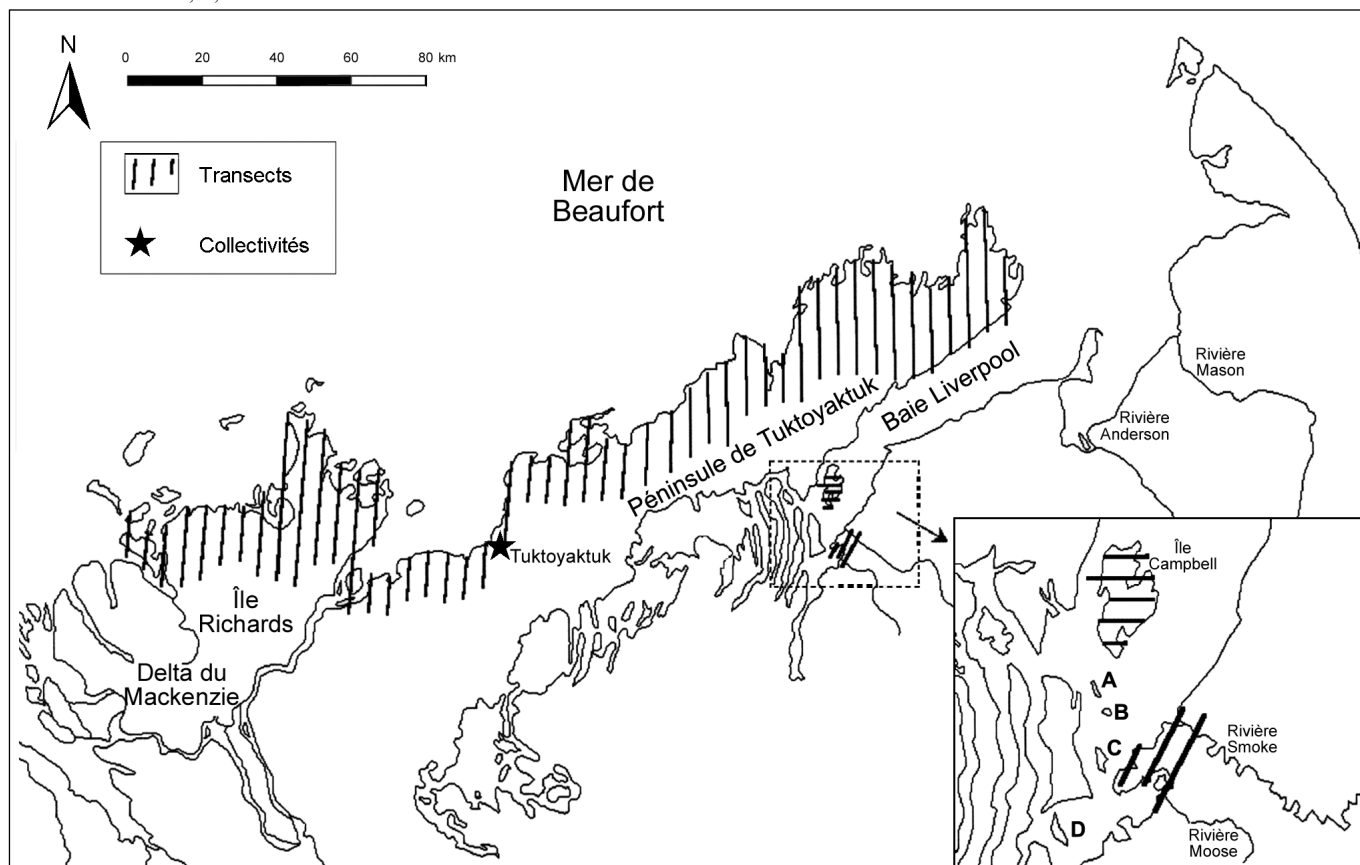 N
0 20 40 60 80 km
Transects
Collectivités
Mer de
Beaufort
Péninsule de Tuktoyaktuk
Baie Liverpool
Rivière
Mason
Rivière
Anderson
Tuktoyaktuk
Île
Richards
Delta du
Mackenzie
Île
Campbell
A
B
C
D
Rivière
Smoke
Rivière
Moose